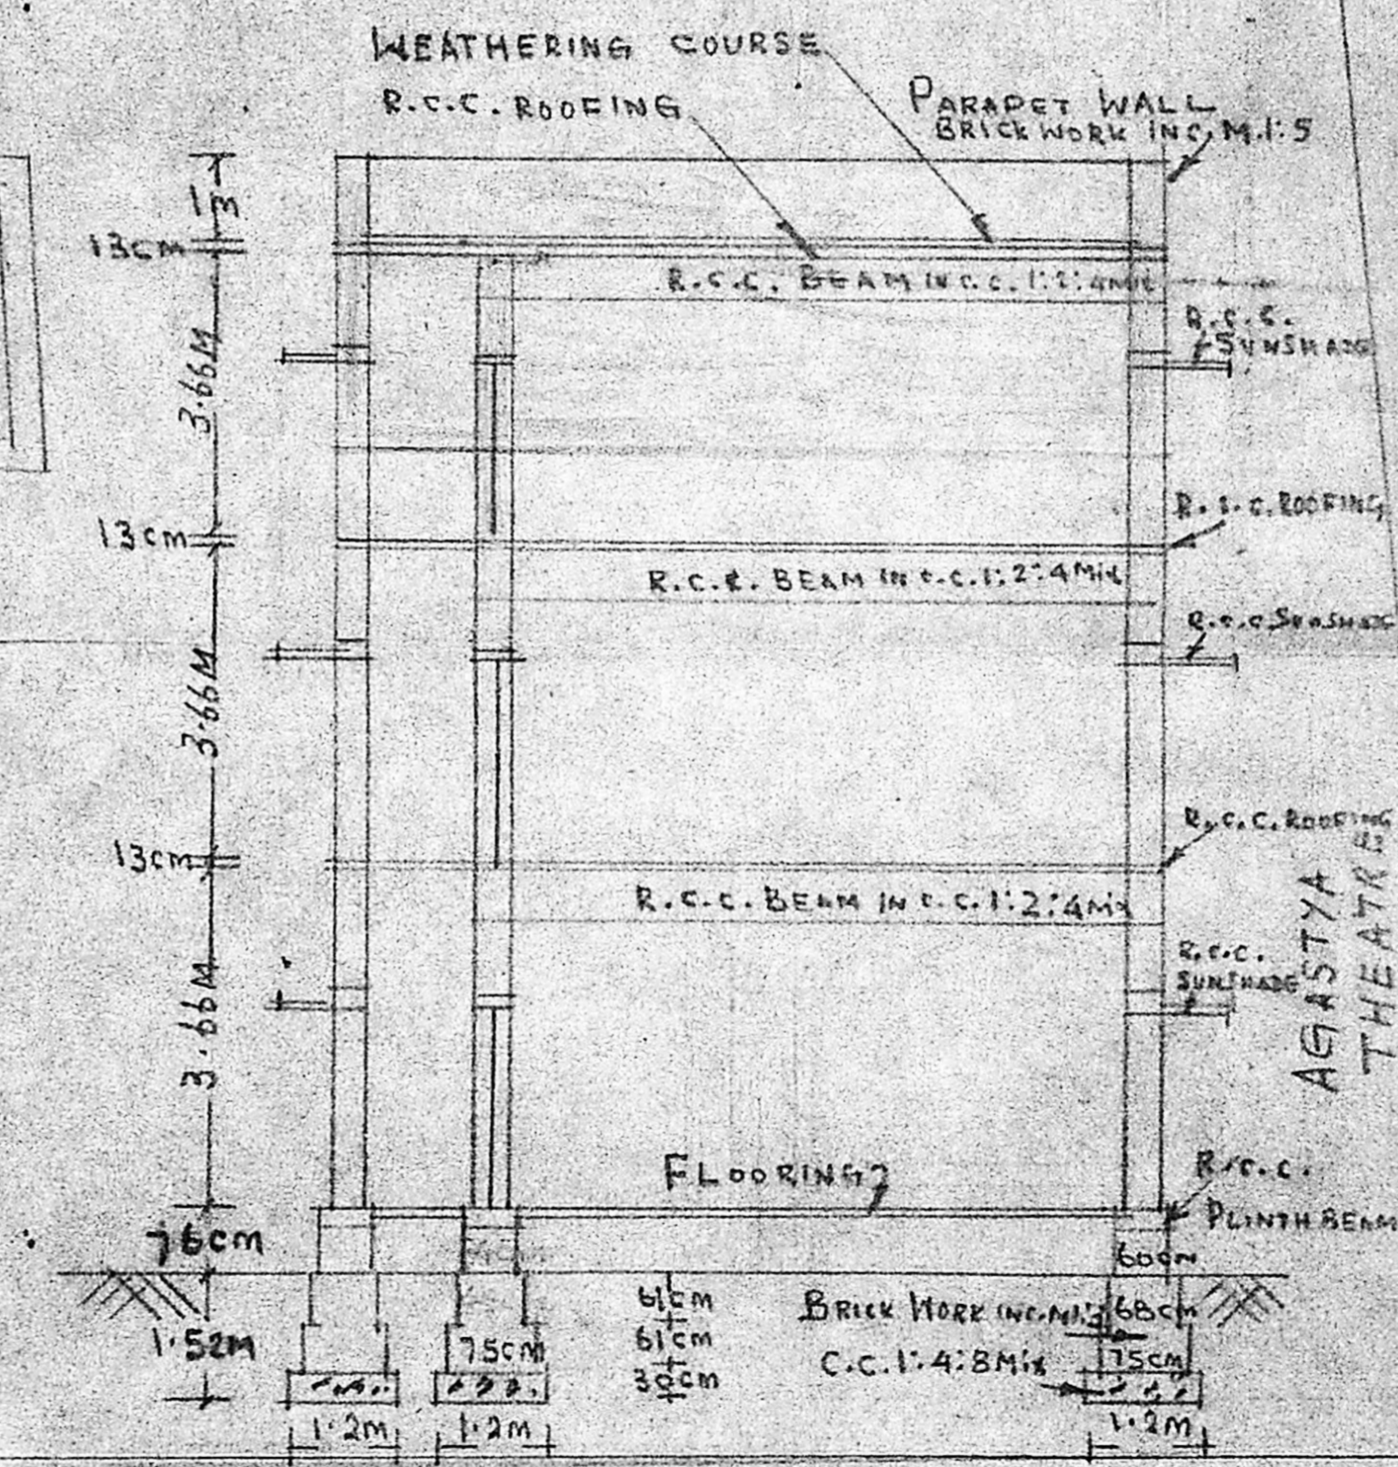 WEATHERING COURSE
R.C.C. ROOFING
PARAPET WALL
BRICK WORK IN C.M.1:5
13cm
R.C.C. BEAM IN C.C. 1:2:4 Mix
R.C.C.
SUNSHADE
3.66M
R.C.C. ROOFING
13cm
R.C.C. BEAM IN C.C.1:2:4 Mix
R.C.C. SUNSHADE
3.66M
R.C.C. ROOFING
13cm
R.C.C. BEAM IN C.C.1:2:4 Mix
AGASTYA
THEATRE
R.C.C.
SUNSHADE
3.66M
FLOORING
R.C.C.
PLINTH BEAM
76cm
60cm
61cm
BRICK WORK IN C.M.
68cm
1.52M
75cm
61cm
C.C.1:4:8 Mix
75cm
30cm
1.2M
1.2M
1.2M